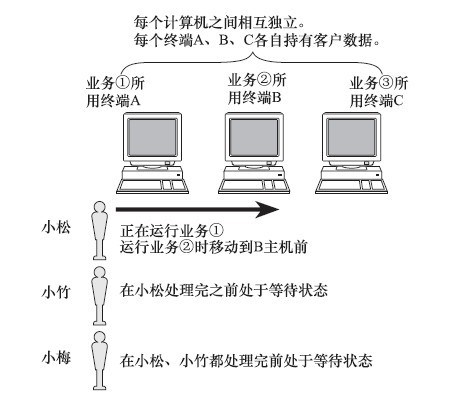 每个计算机之间相互独立。
每个终端A、B、C各自持有客户数据。
业务①所
用终端A
业务②所
用终端B
业务③所
用终端C
小松
正在运行业务①
运行业务②时移动到B主机前
小竹
在小松处理完之前处于等待状态
小梅
在小松、小竹都处理完前处于等待状态